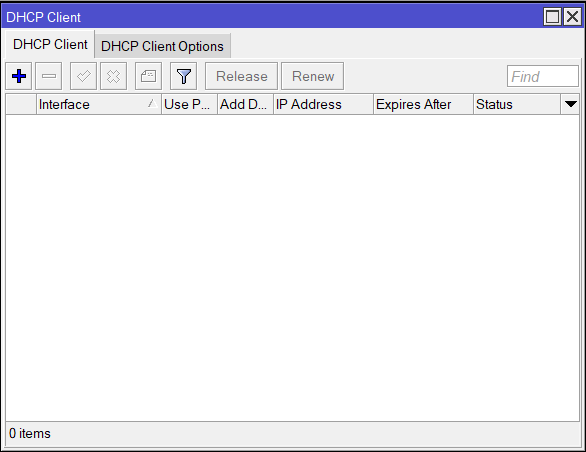 DHCP Client
DHCP Client DHCP Client Options
Release Renew Find
Interface Use P... Add D... IP Address Expires After Status
0 items